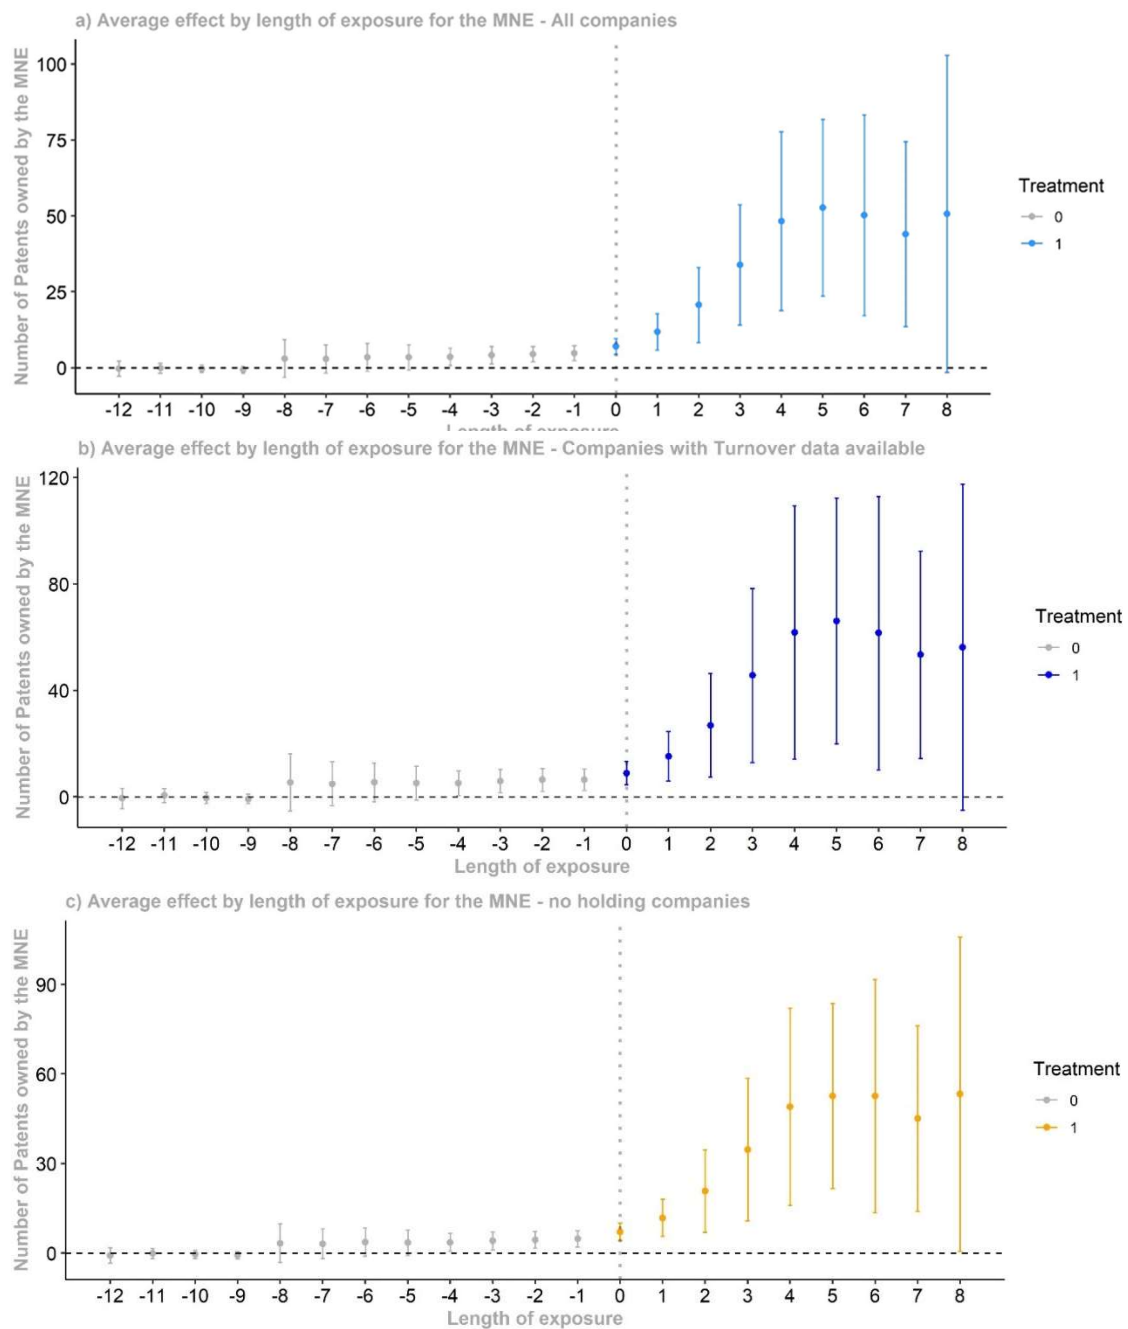 a) Average effect by length of exposure for the MNE - All companies
Number of Patents owned by the MNE
100
75
50
25
0
-12 -11 -10 -9 -8 -7 -6 -5 -4 -3 -2 -1 0 1 2 3 4 5 6 7 8
Length of exposure
Treatment
0
1
b) Average effect by length of exposure for the MNE - Companies with Turnover data available
Number of Patents owned by the MNE
120
80
40
0
-12 -11 -10 -9 -8 -7 -6 -5 -4 -3 -2 -1 0 1 2 3 4 5 6 7 8
Length of exposure
Treatment
0
1
c) Average effect by length of exposure for the MNE - no holding companies
Number of Patents owned by the MNE
90
60
30
0
-12 -11 -10 -9 -8 -7 -6 -5 -4 -3 -2 -1 0 1 2 3 4 5 6 7 8
Length of exposure
Treatment
0
1